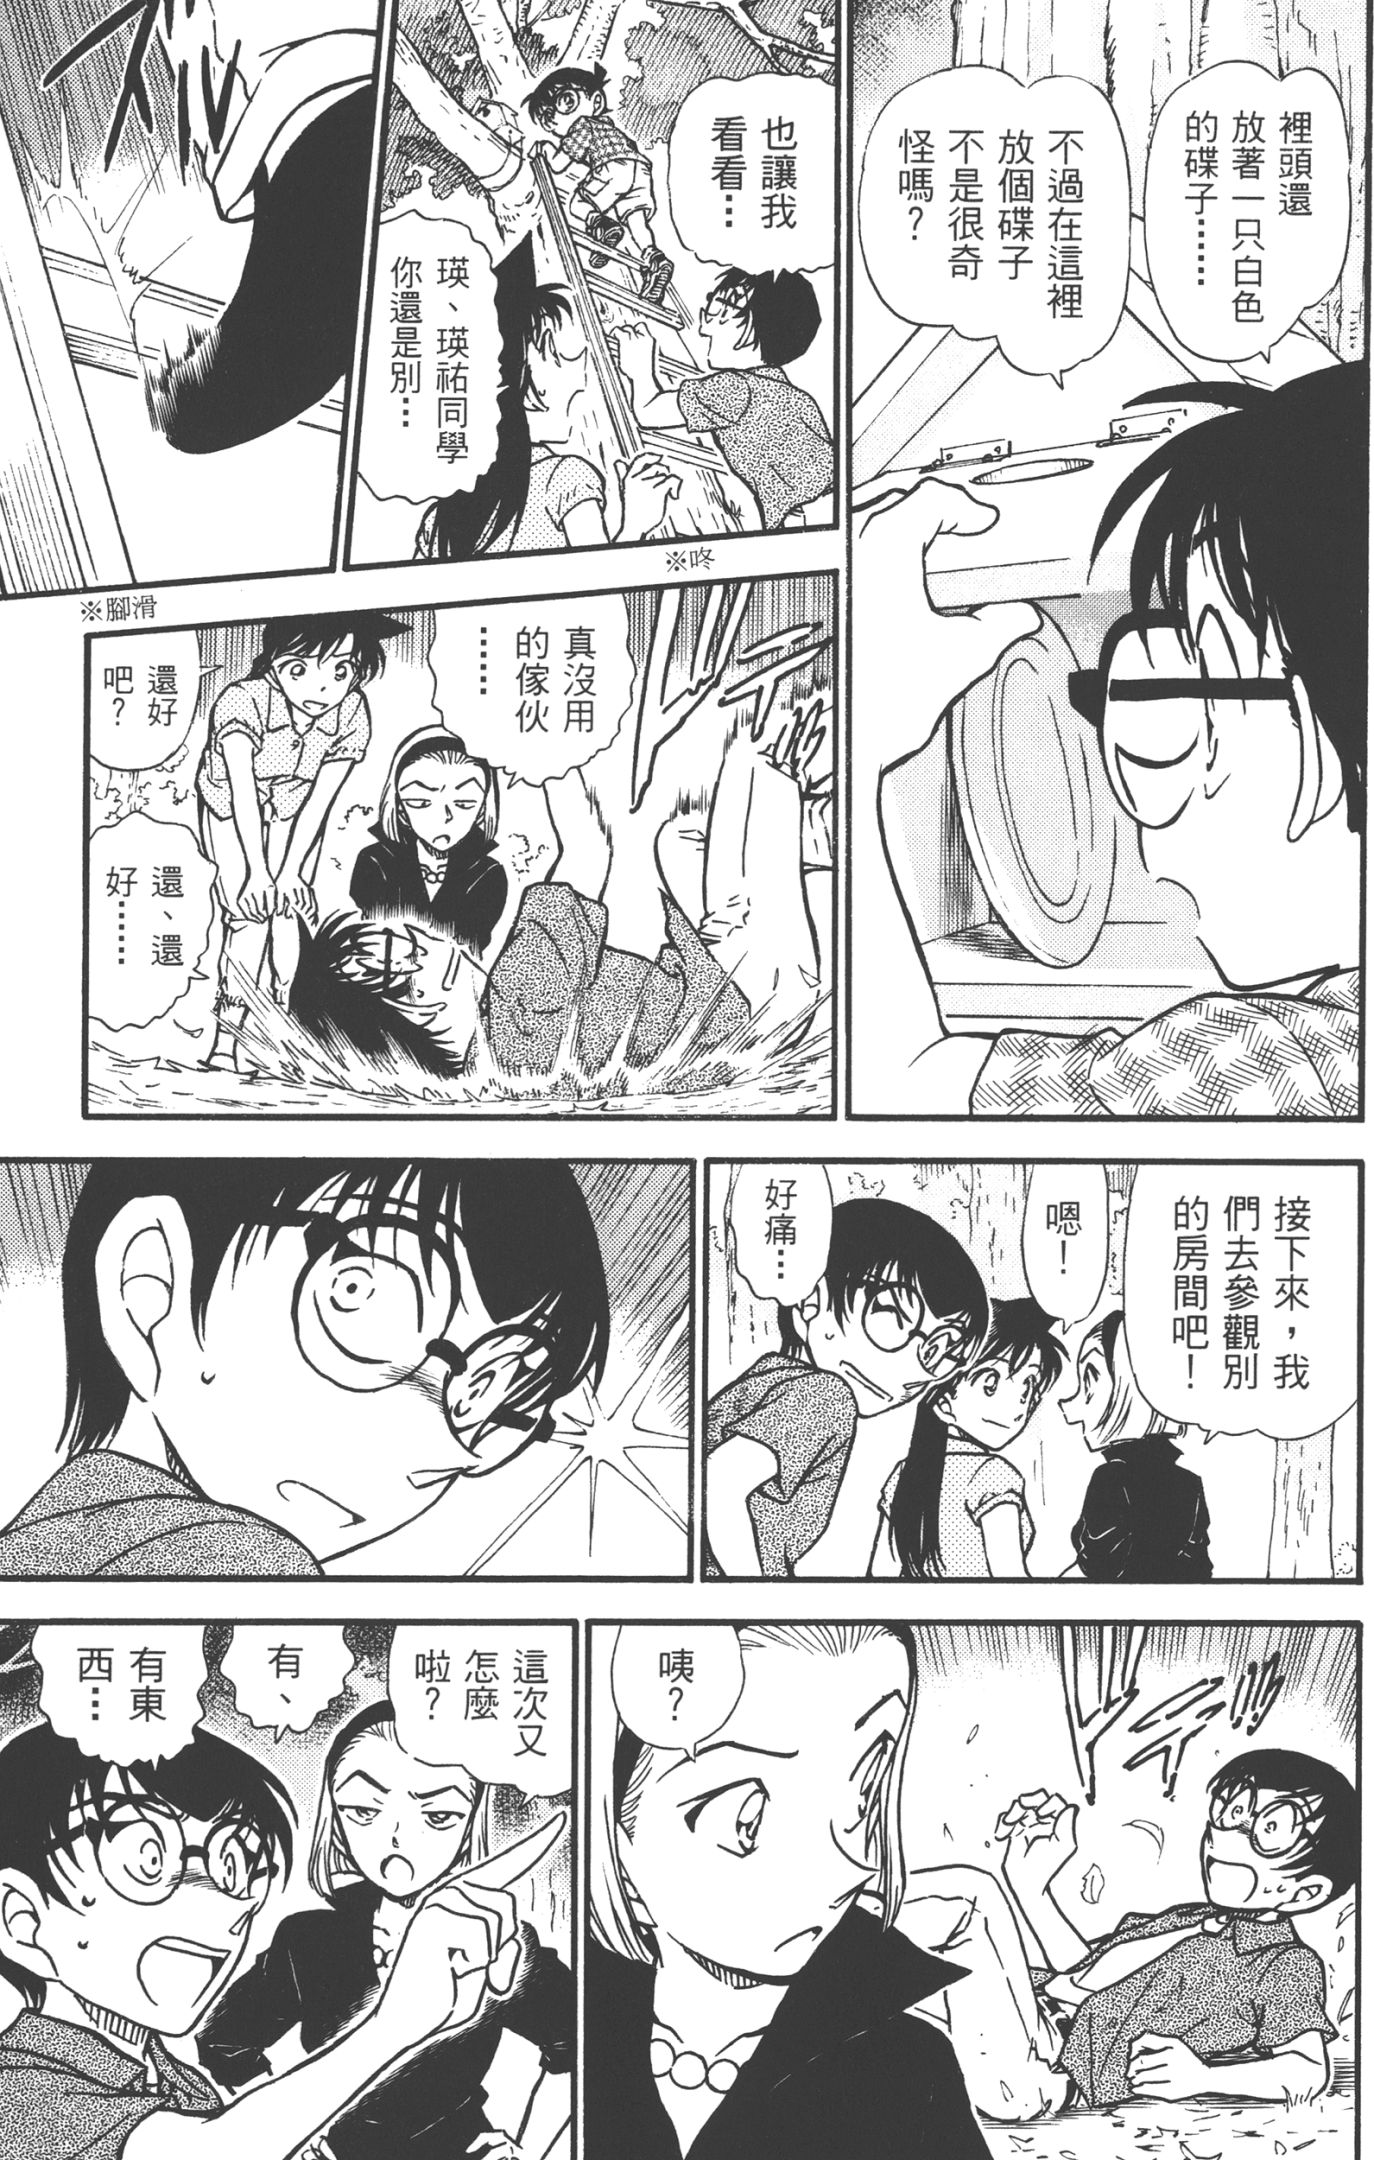 裡頭還
放著一只白色
的碟子……
不過在這裡
放個碟子
不是很奇
怪嗎？
也讓我
看看…
瑛、瑛祐同學
你還是別…
※腳滑
※咚
真沒用
的傢伙
……
還好
吧？
還、還
好……
接下來，我
們去參觀別
的房間吧！
嗯！
好痛…
咦？
這次又
怎麼
啦？
有、
有東
西…